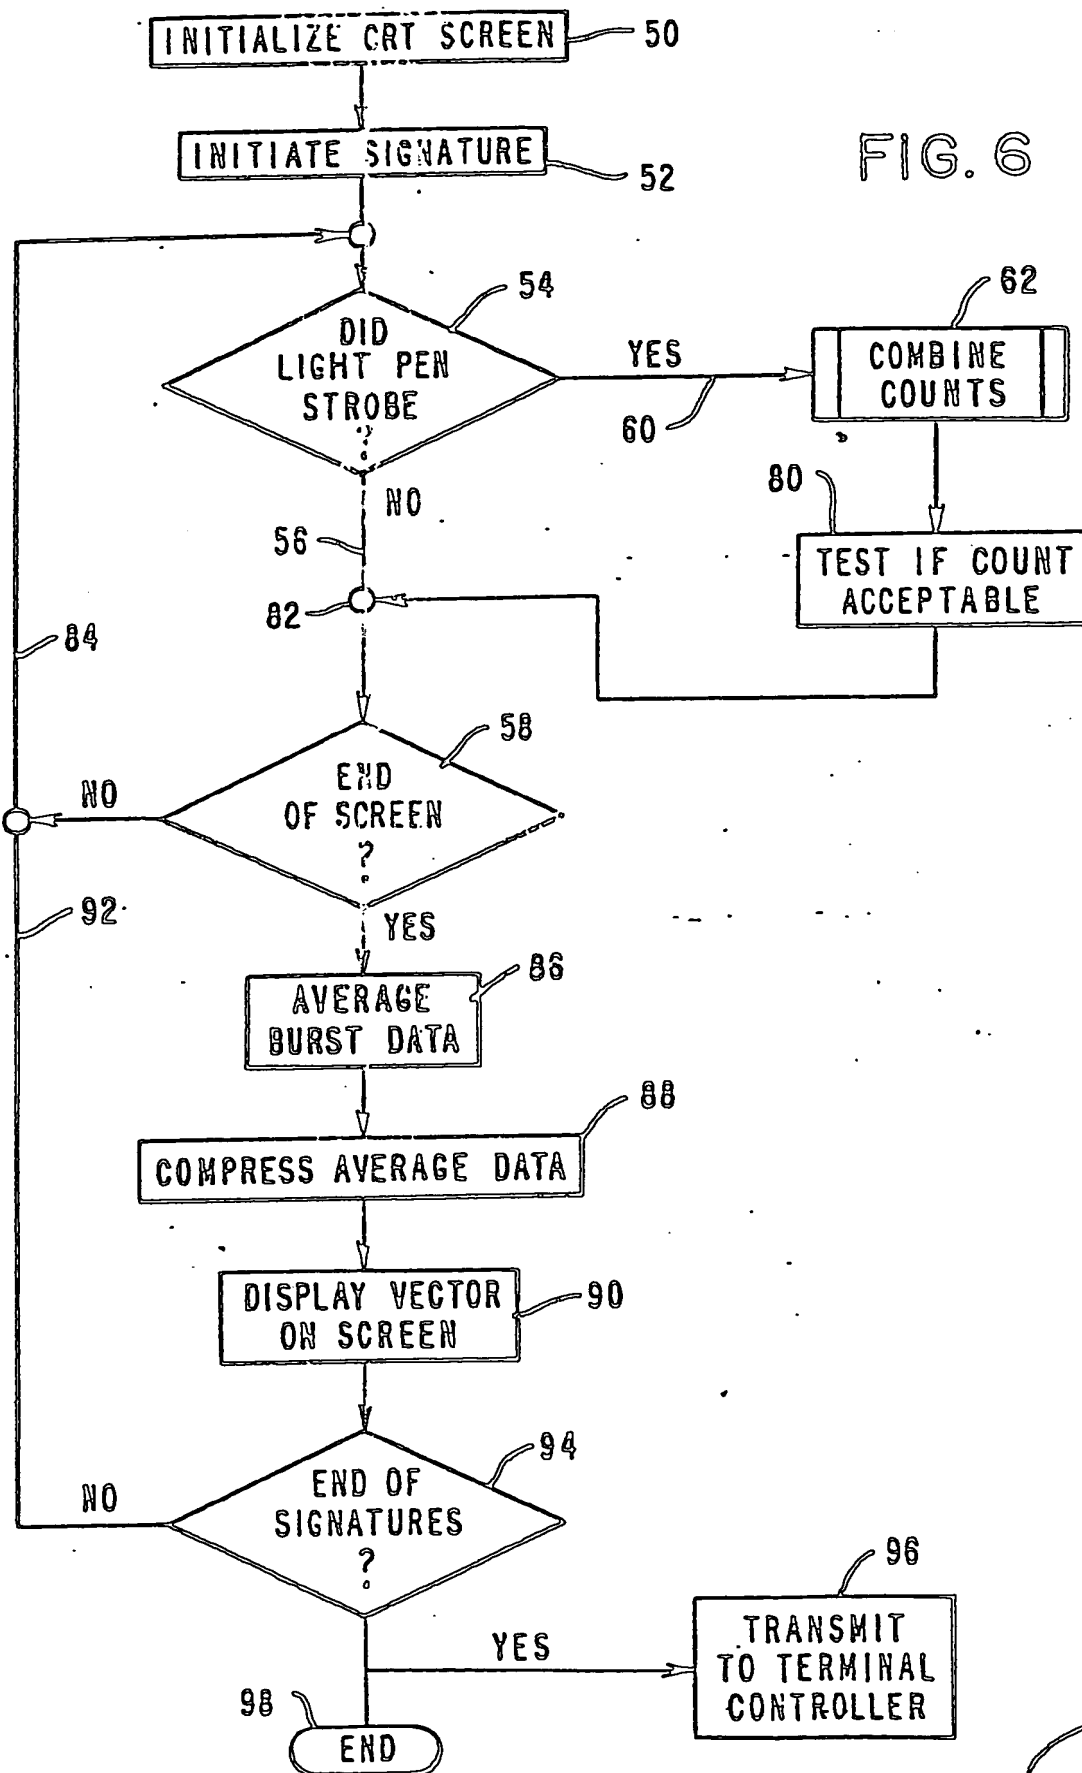 INITIALIZE CRT SCREEN
50
INITIATE SIGNATURE
52
FIG. 6
54
DID
LIGHT PEN
STROBE
?
YES
60
62
COMBINE
COUNTS
NO
56
80
TEST IF COUNT
ACCEPTABLE
82
84
58
END
OF SCREEN
?
NO
92
YES
86
AVERAGE
BURST DATA
88
COMPRESS AVERAGE DATA
DISPLAY VECTOR
ON SCREEN
90
94
END OF
SIGNATURES
?
NO
96
YES
TRANSMIT
TO TERMINAL
CONTROLLER
98
END